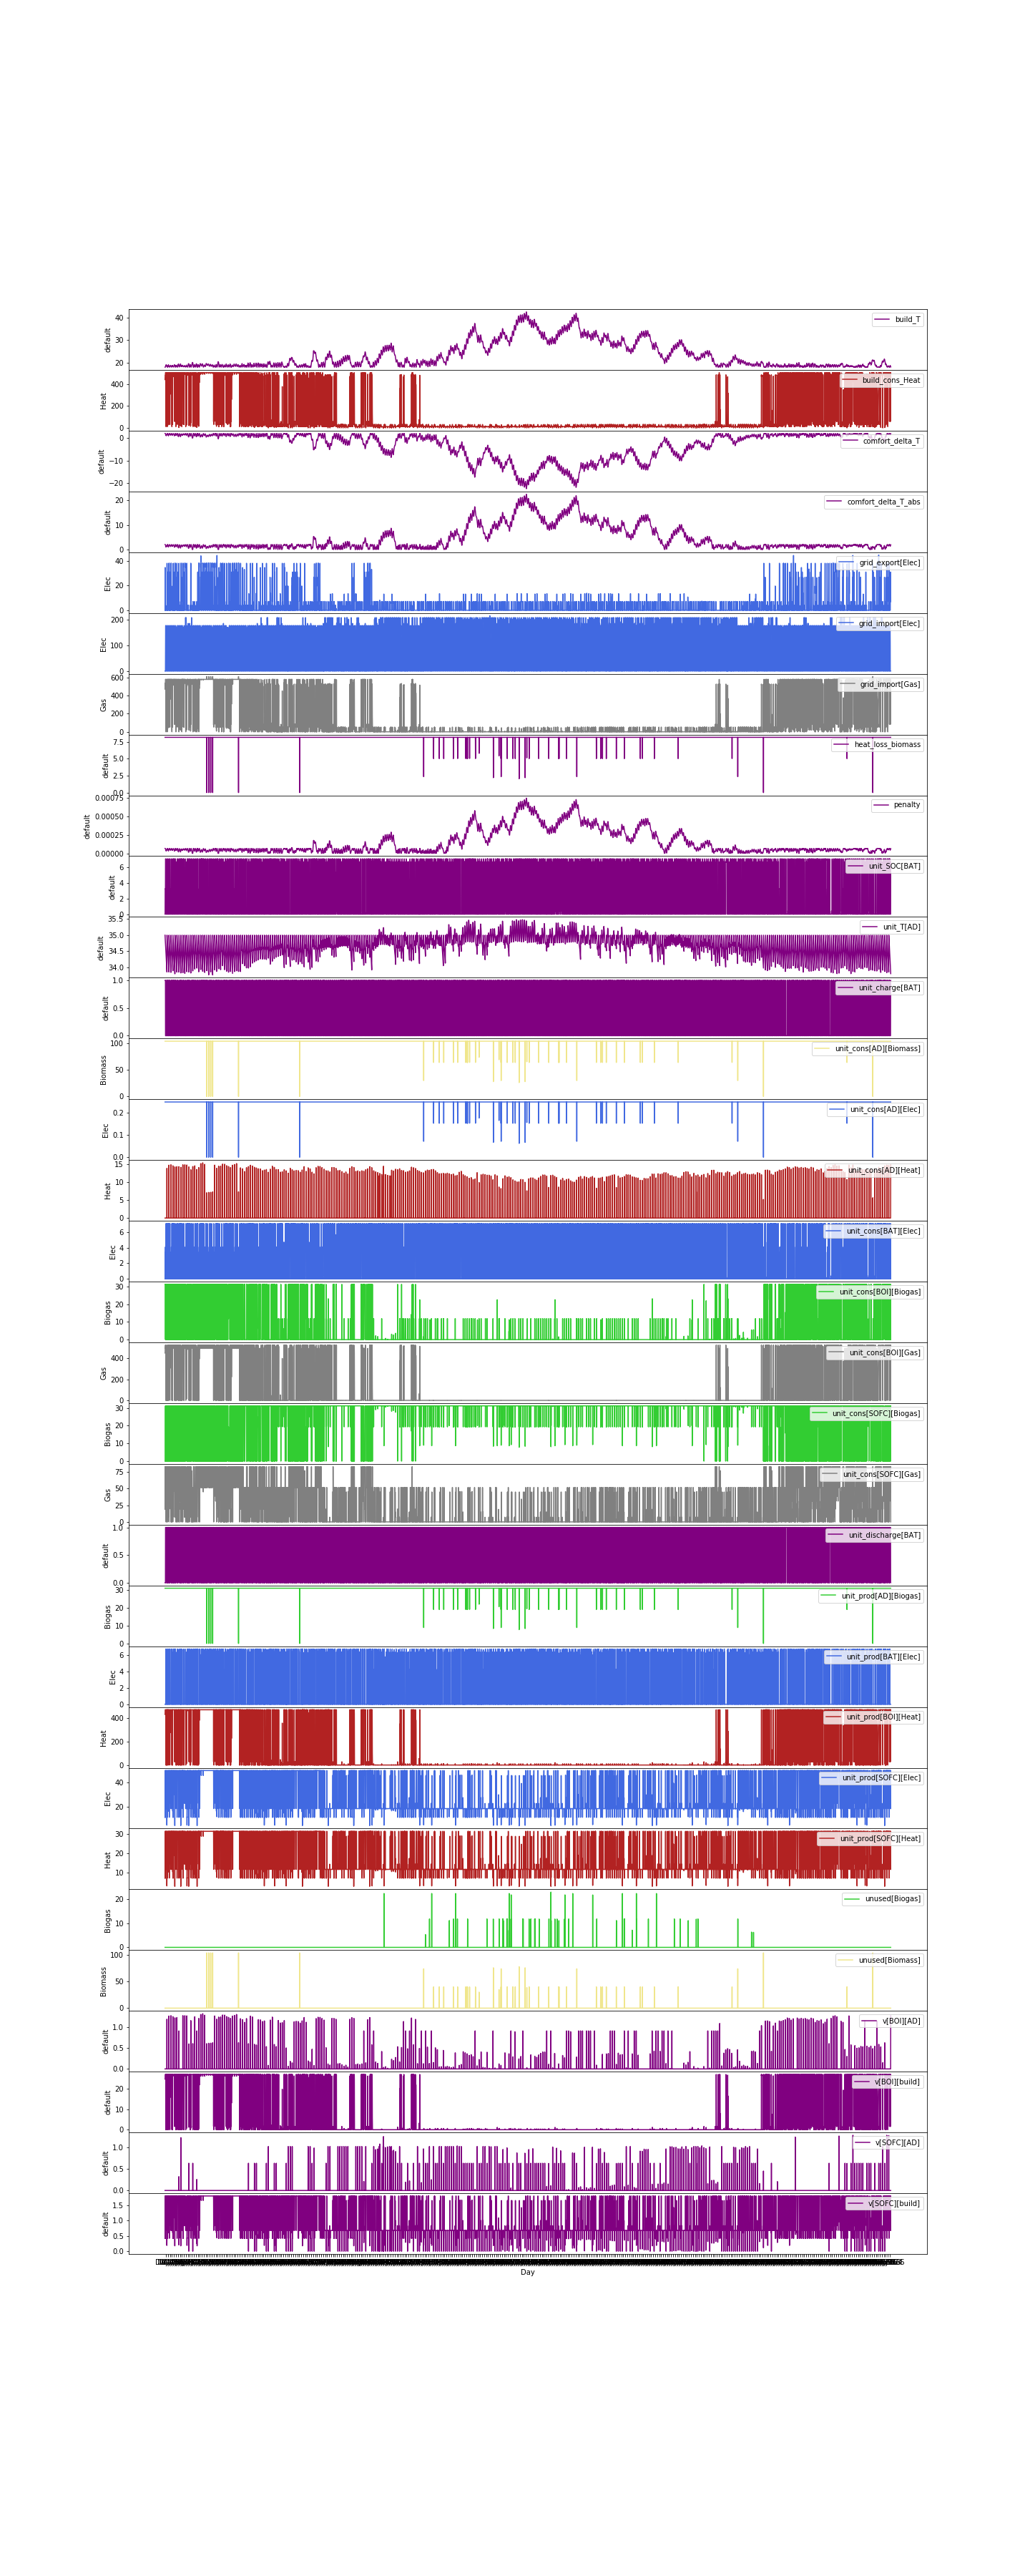 40
30
20
default
build_T
400
200
0
Heat
build_cons_Heat
0
−10
−20
default
comfort_delta_T
20
10
0
default
comfort_delta_T_abs
40
20
0
Elec
grid_export[Elec]
200
100
0
Elec
grid_import[Elec]
600
400
200
0
Gas
grid_import[Gas]
7.5
5.0
2.5
0.0
default
heat_loss_biomass
0.00075
0.00050
0.00025
0.00000
default
penalty
6
4
2
0
default
unit_SOC[BAT]
35.5
35.0
34.5
34.0
default
unit_T[AD]
1.0
0.5
0.0
default
unit_charge[BAT]
100
50
0
Biomass
unit_cons[AD][Biomass]
0.2
0.1
0.0
Elec
unit_cons[AD][Elec]
15
10
5
0
Heat
unit_cons[AD][Heat]
6
4
2
0
Elec
unit_cons[BAT][Elec]
30
20
10
0
Biogas
unit_cons[BOI][Biogas]
400
200
0
Gas
unit_cons[BOI][Gas]
30
20
10
0
Biogas
unit_cons[SOFC][Biogas]
75
50
25
0
Gas
unit_cons[SOFC][Gas]
1.0
0.5
0.0
default
unit_discharge[BAT]
30
20
10
0
Biogas
unit_prod[AD][Biogas]
6
4
2
0
Elec
unit_prod[BAT][Elec]
400
200
0
Heat
unit_prod[BOI][Heat]
40
20
Elec
unit_prod[SOFC][Elec]
30
20
10
Heat
unit_prod[SOFC][Heat]
20
10
0
Biogas
unused[Biogas]
100
50
0
Biomass
unused[Biomass]
1.0
0.5
0.0
default
v[BOI][AD]
20
10
0
default
v[BOI][build]
1.0
0.5
0.0
default
v[SOFC][AD]
1.5
1.0
0.5
0.0
default
v[SOFC][build]
Day